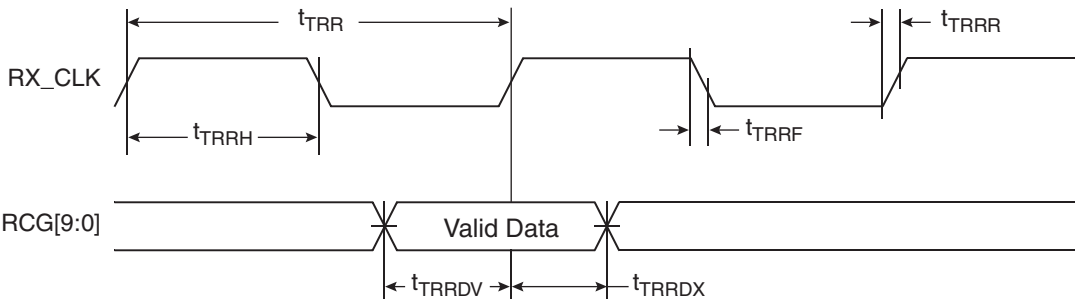 tTRR
tTRRR
RX_CLK
tTRRH
tTRRF
RCG[9:0]
Valid Data
tTRRDV
tTRRDX